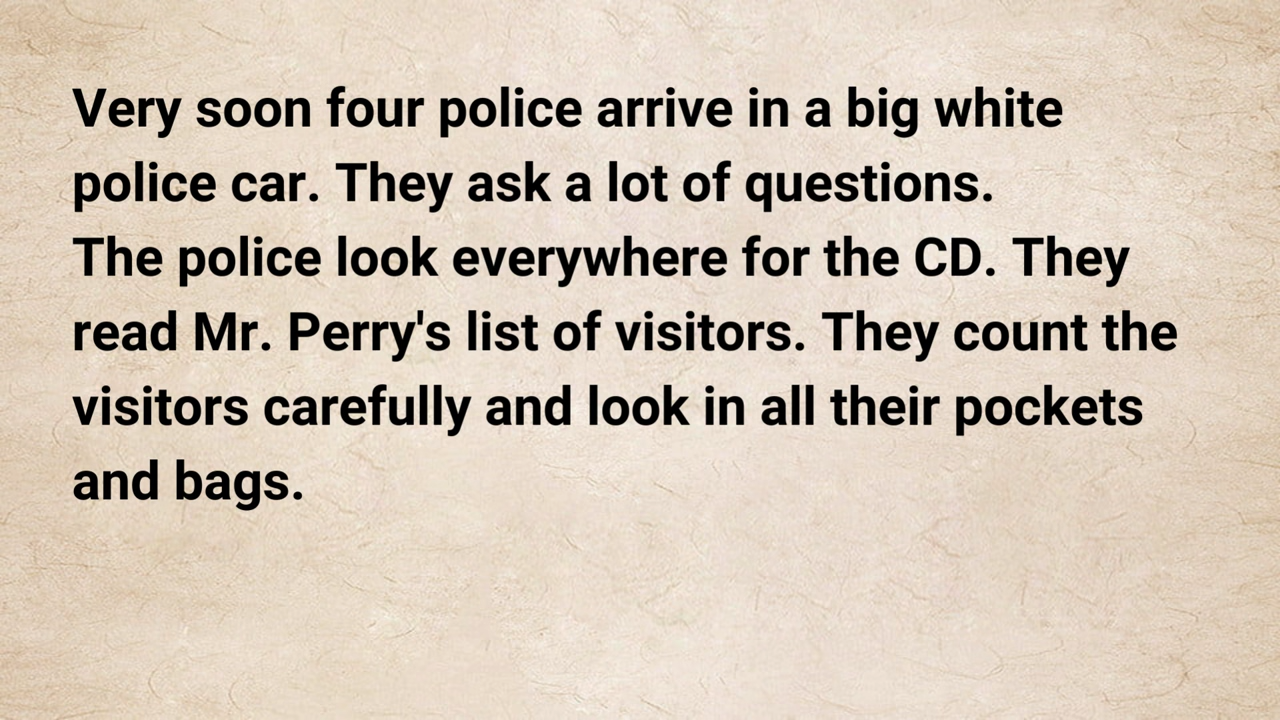 Very soon four police arrive in a big white
police car. They ask a lot of questions.
The police look everywhere for the CD. They
read Mr. Perry's list of visitors. They count the
visitors carefully and look in all their pockets
and bags.